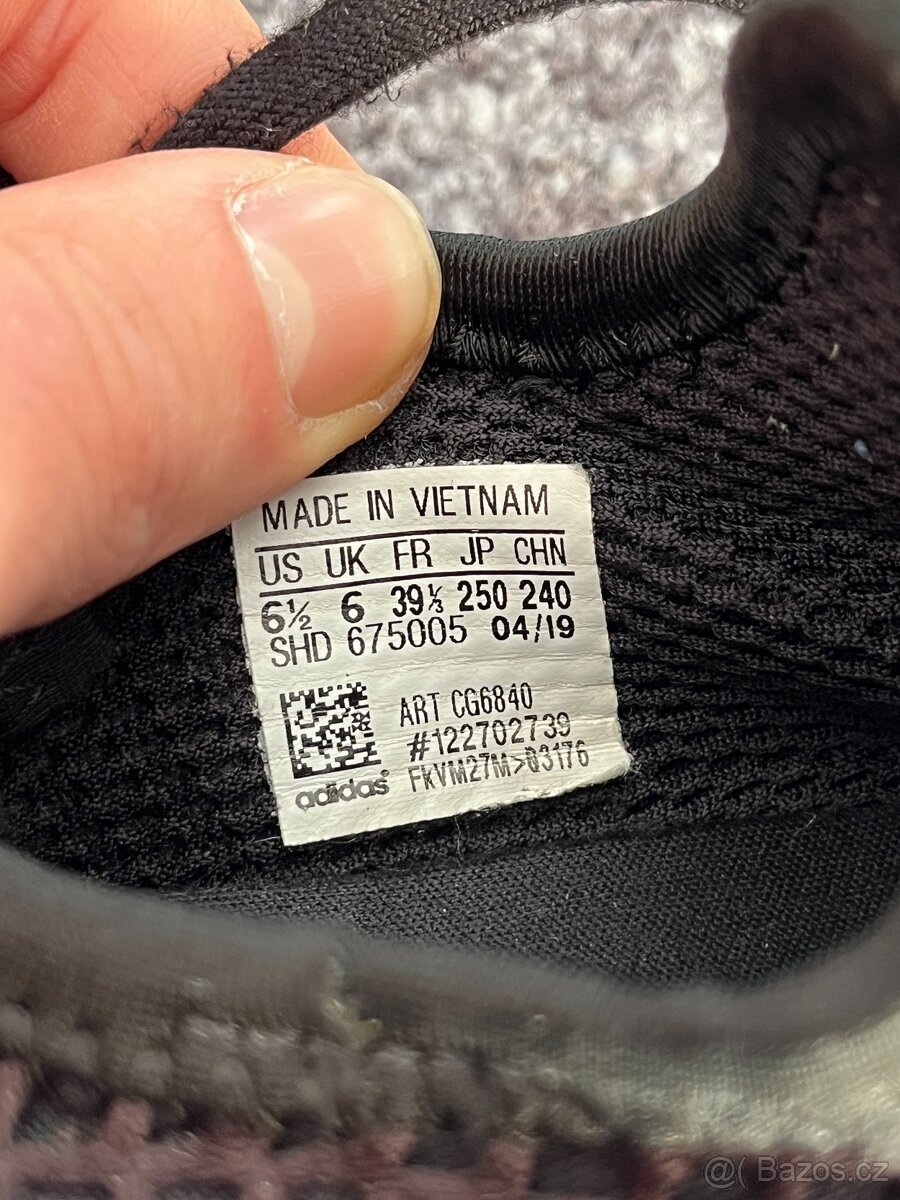 MADE IN VIETNAM
US UK FR JP CHN
6½ 6 39⅓ 250 240
SHD 675005 04/19
ART CG6840
#122702739
FKVM27M>Q3176
adidas®
@( Bazos.cz